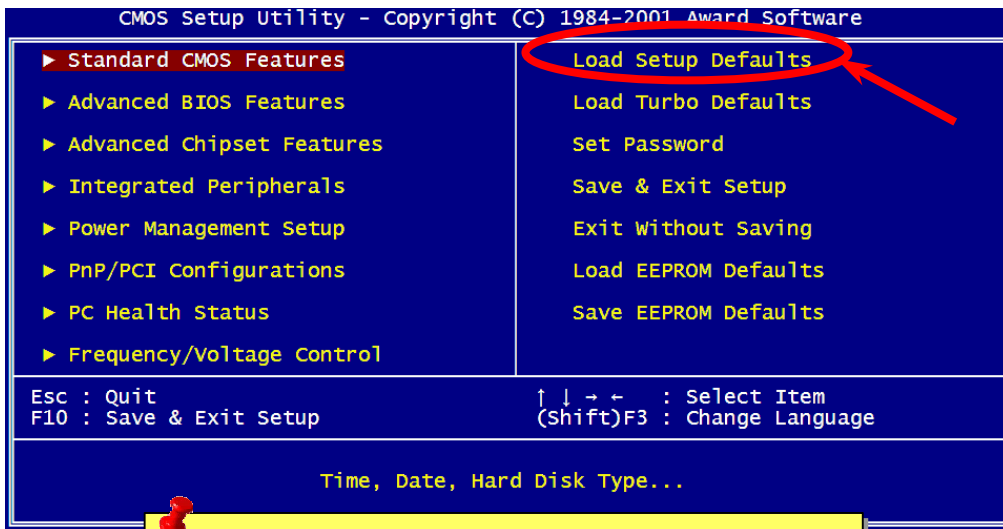 CMOS Setup Utility - Copyright (C) 1984-2001 Award Software
► Standard CMOS Features
► Advanced BIOS Features
► Advanced Chipset Features
► Integrated Peripherals
► Power Management Setup
► PnP/PCI Configurations
► PC Health Status
► Frequency/Voltage Control
Load Setup Defaults
Load Turbo Defaults
Set Password
Save & Exit Setup
Exit Without Saving
Load EEPROM Defaults
Save EEPROM Defaults
Esc : Quit
F10 : Save & Exit Setup
↑ ↓ → ← : Select Item
(Shift)F3 : Change Language
Time, Date, Hard Disk Type...